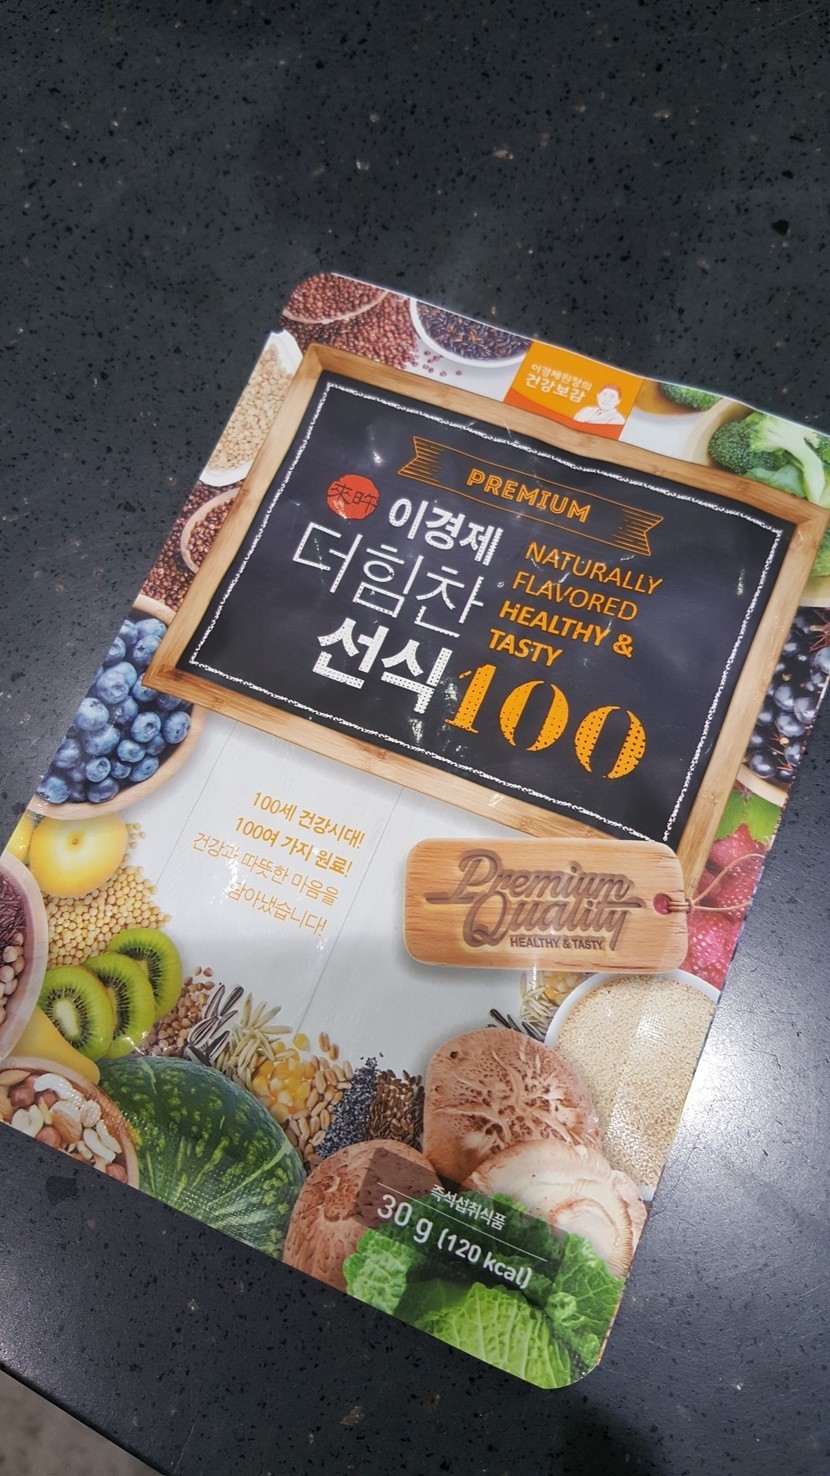 이경제원장의
건강보감
PREMIUM
이경제
더힘찬
선식100
NATURALLY
FLAVORED
HEALTHY &
TASTY
100세 건강시대!
100여 가지 원료!
건강과 따뜻한 마음을
담아냈습니다!
Premium
Quality
HEALTHY & TASTY
즉석섭취식품
30 g (120 kcal)